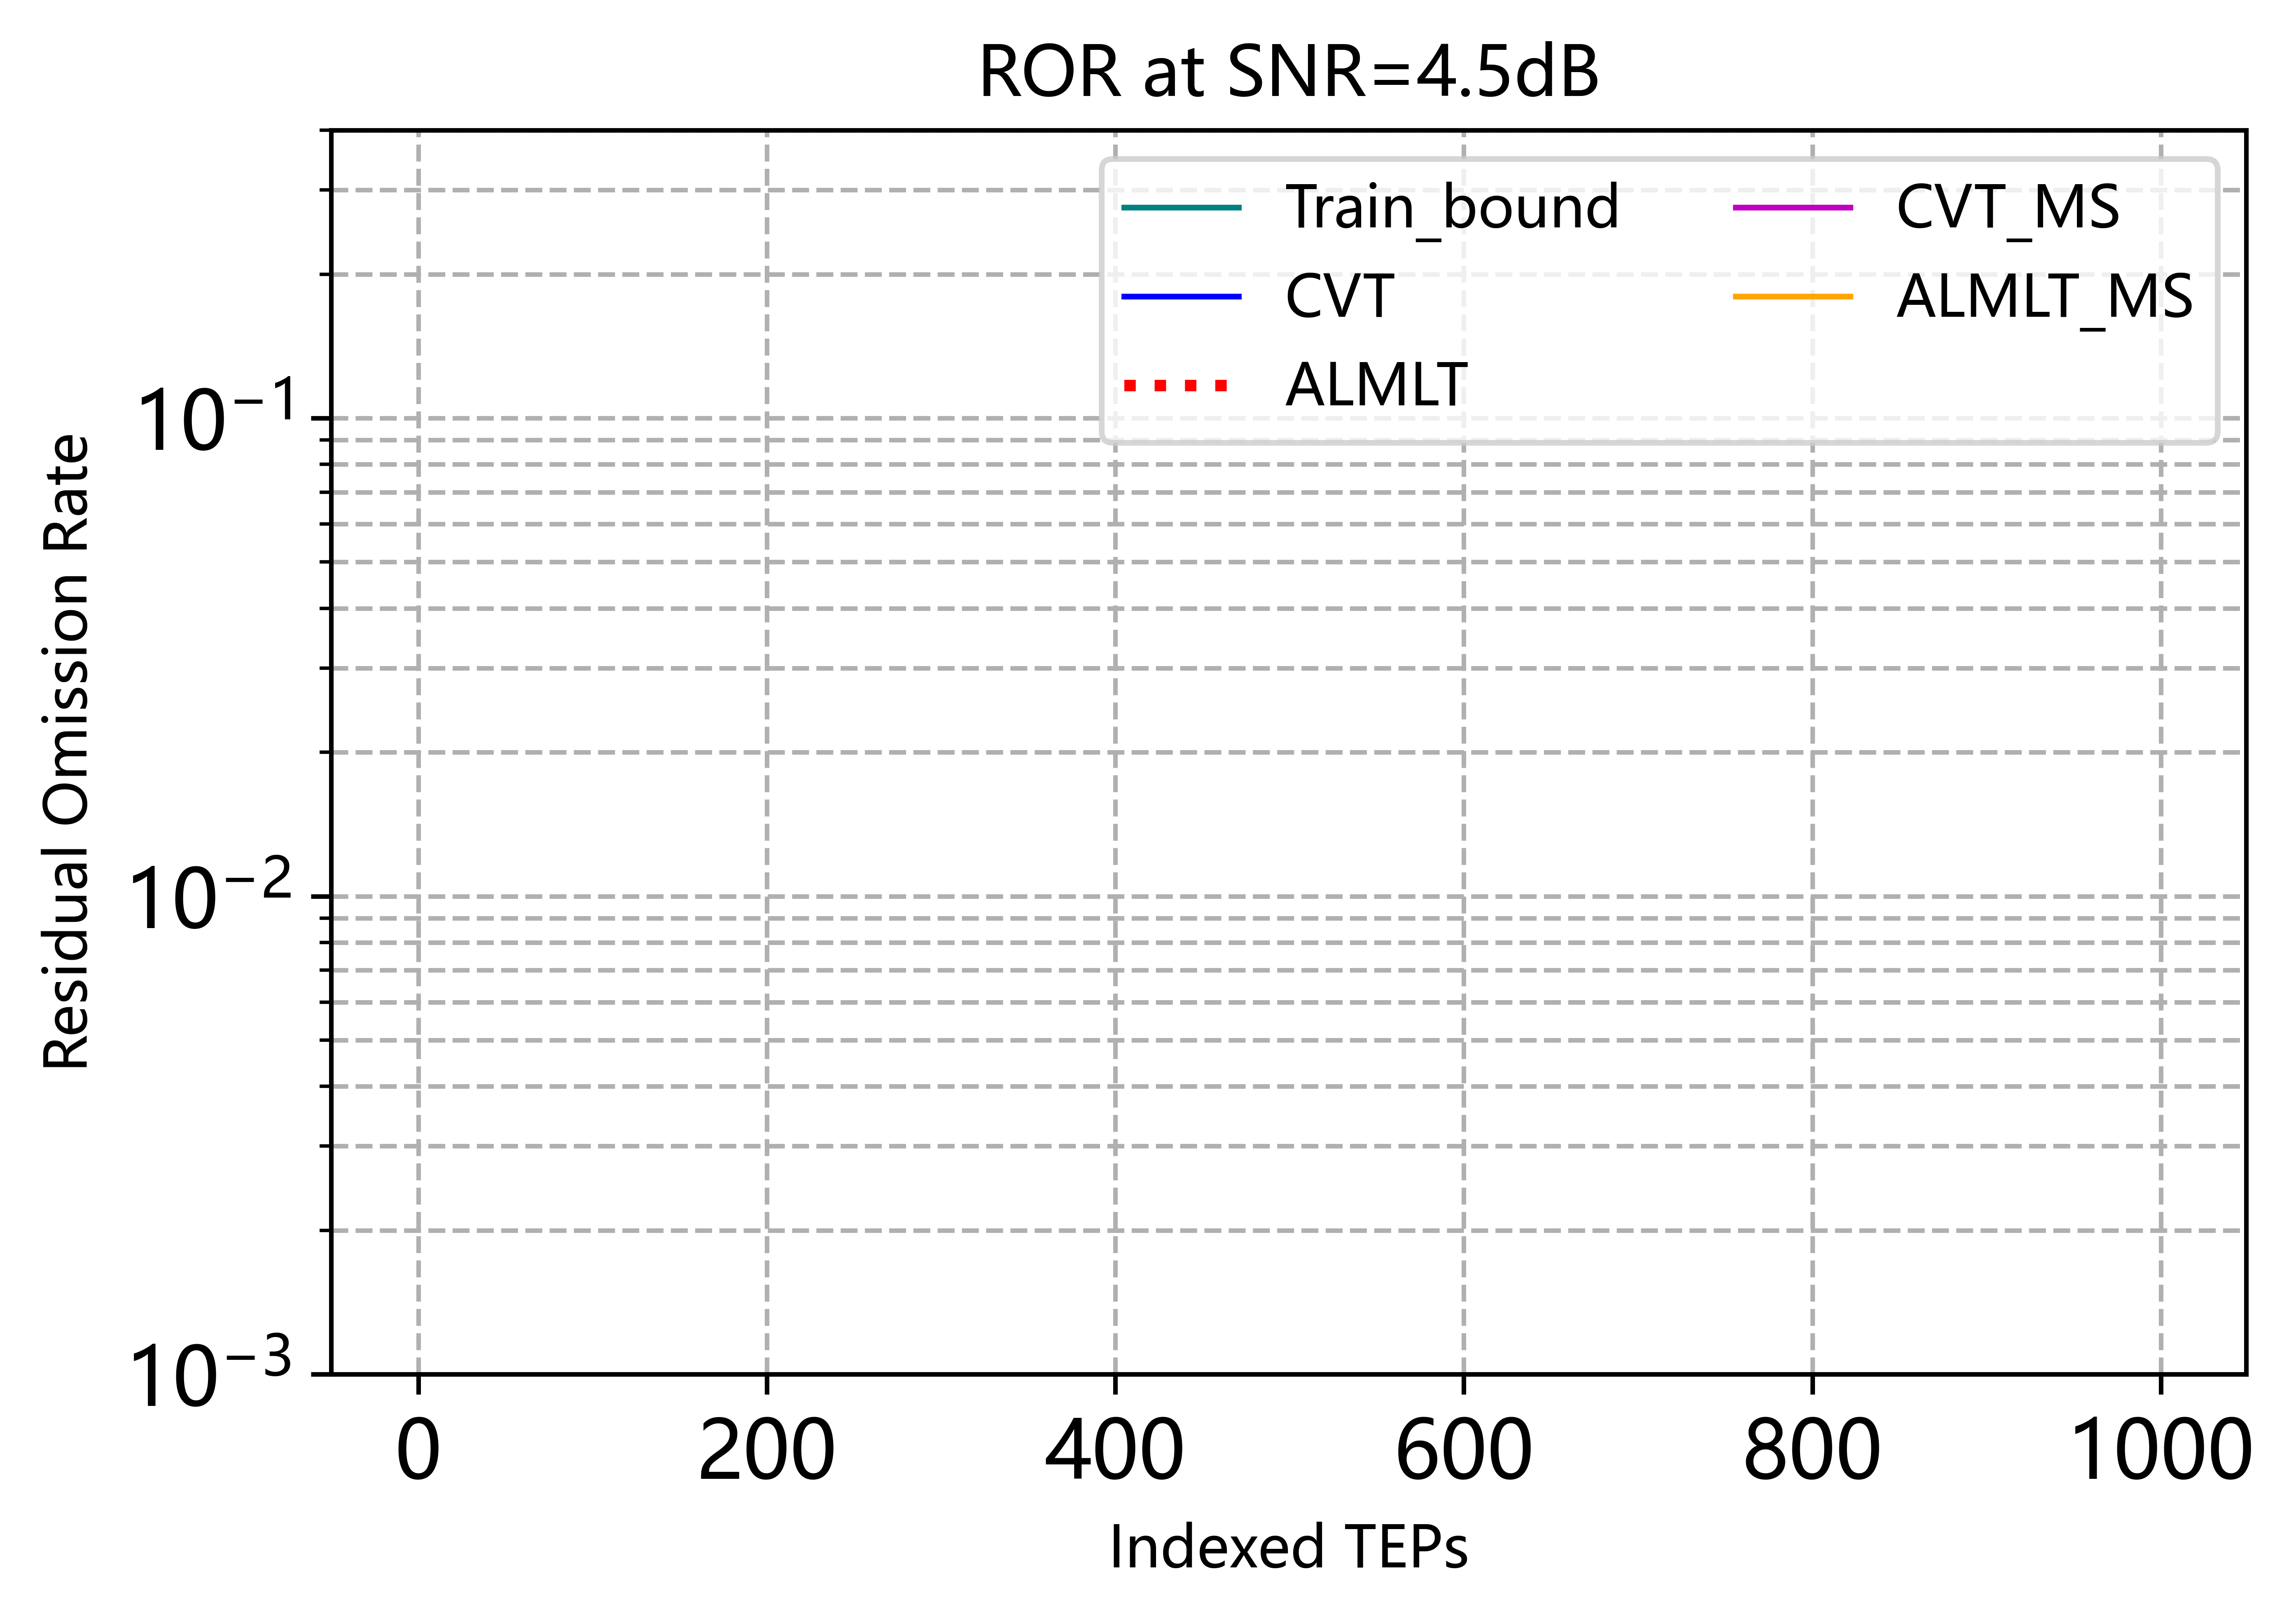 ROR at SNR=4.5dB
Train_bound
CVT
ALMLT
CVT_MS
ALMLT_MS
Residual Omission Rate
10⁻¹
10⁻²
10⁻³
0 200 400 600 800 1000
Indexed TEPs